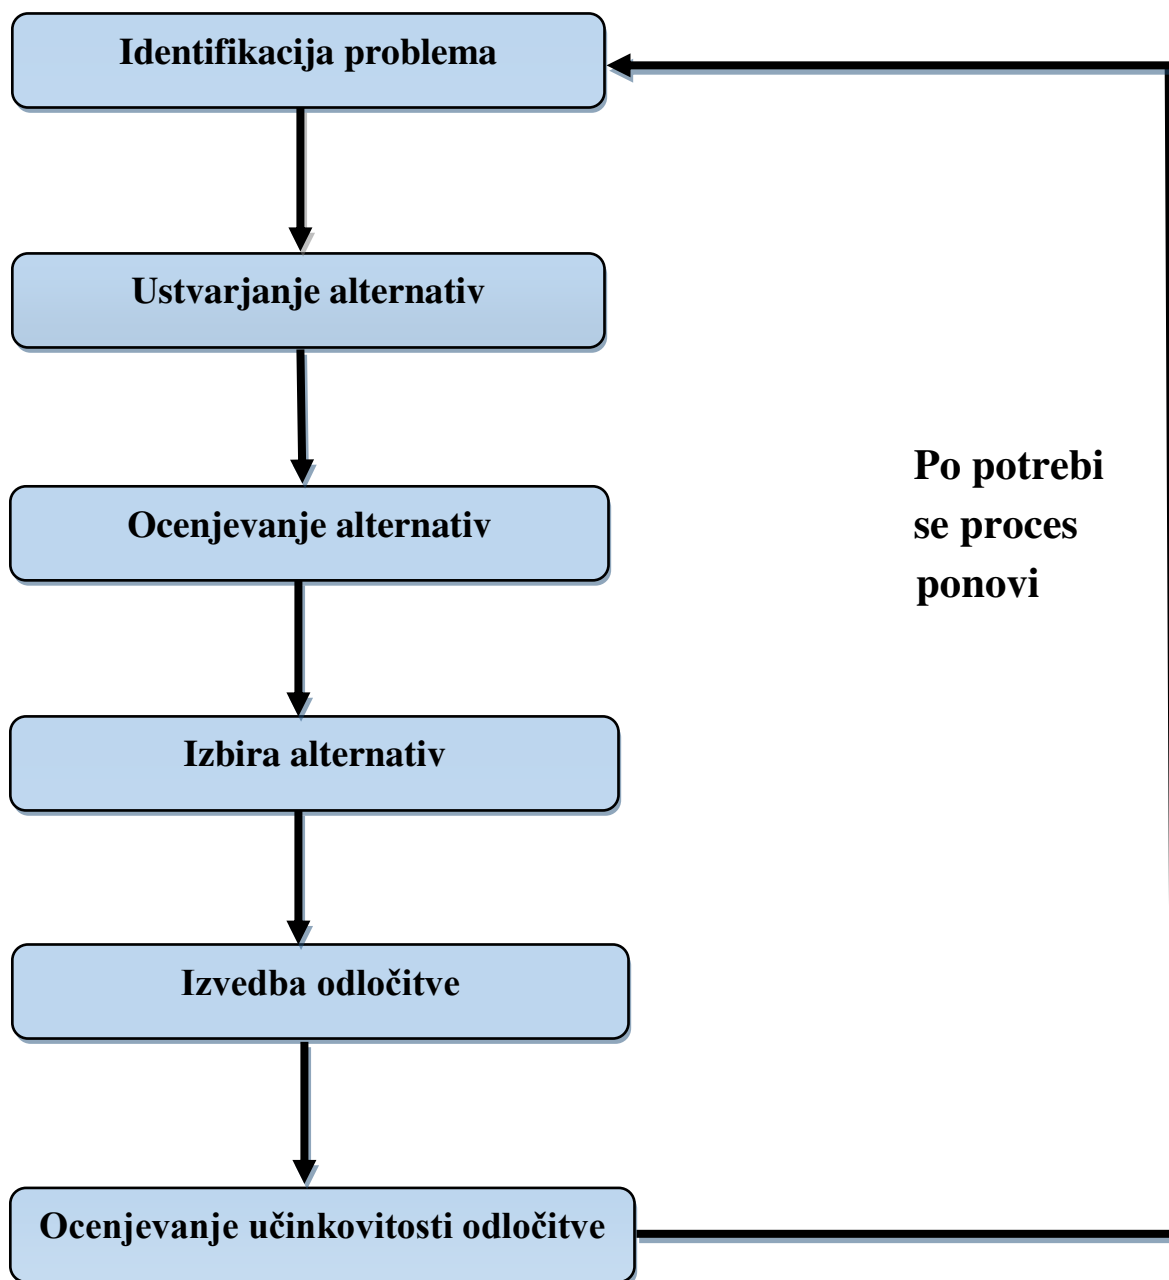 Identifikacija problema
Ustvarjanje alternativ
Ocenjevanje alternativ
Po potrebi
se proces
ponovi
Izbira alternativ
Izvedba odločitve
Ocenjevanje učinkovitosti odločitve